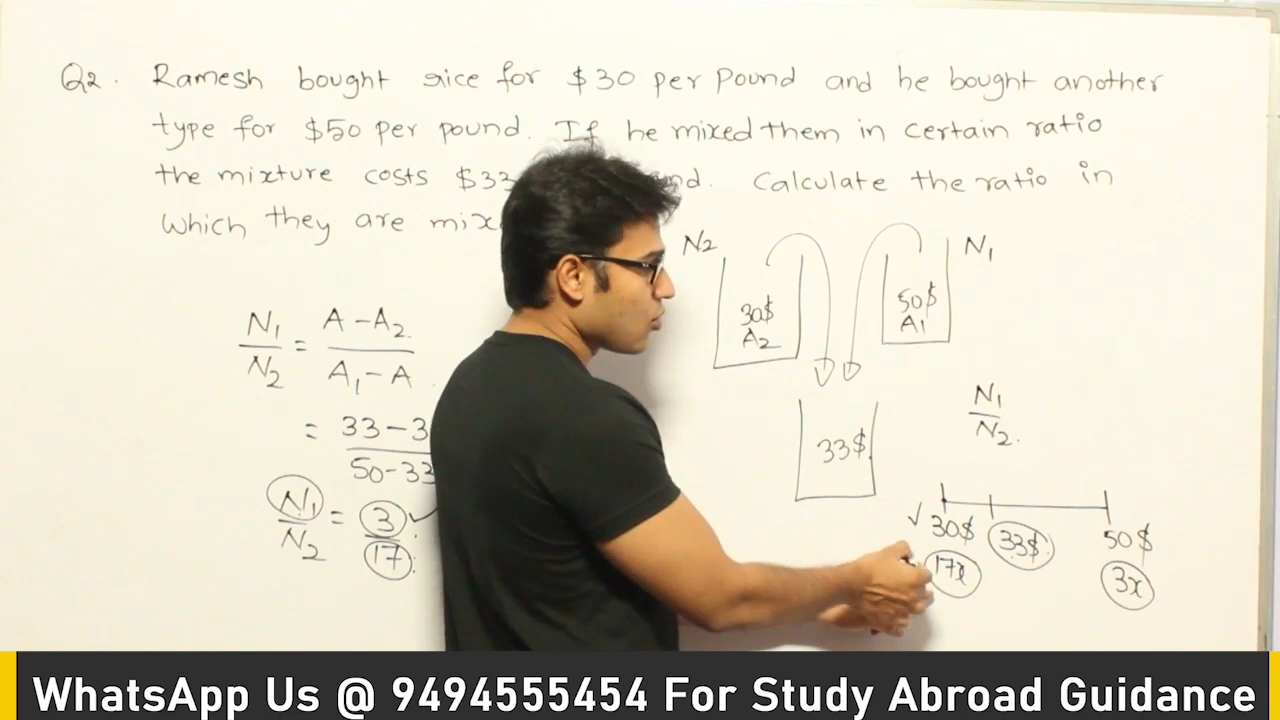 Q2. Ramesh bought rice for $30 per pound and he bought another
type for $50 per pound. If he mixed them in certain ratio
the mixture costs $33 Calculate the ratio in
which they are
N2
N1
30$
A2
50$
A1
33$
N1
N2
N1/N2 = A-A2/A1-A
= 33-3
50-33
N1/N2 = 3/17
30$ 33$ 50$
17x 3x
WhatsApp Us @ 9494555454 For Study Abroad Guidance